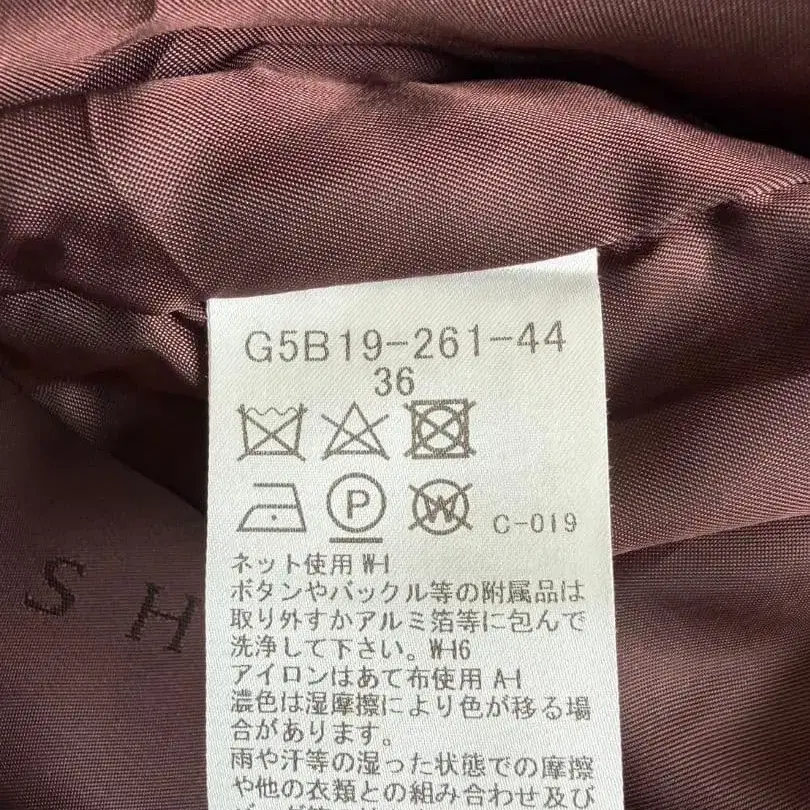 G5B19-261-44
36
P
W
C-019
ネット使用 W-1
ボタンやバックル等の附属品は
取り外すかアルミ箔等に包んで
洗浄して下さい。W-16
アイロンはあて布使用 A-1
濃色は湿摩擦により色が移る場
合があります。
雨や汗等の湿った状態での摩擦
や他の衣類との組み合わせ及び
S H